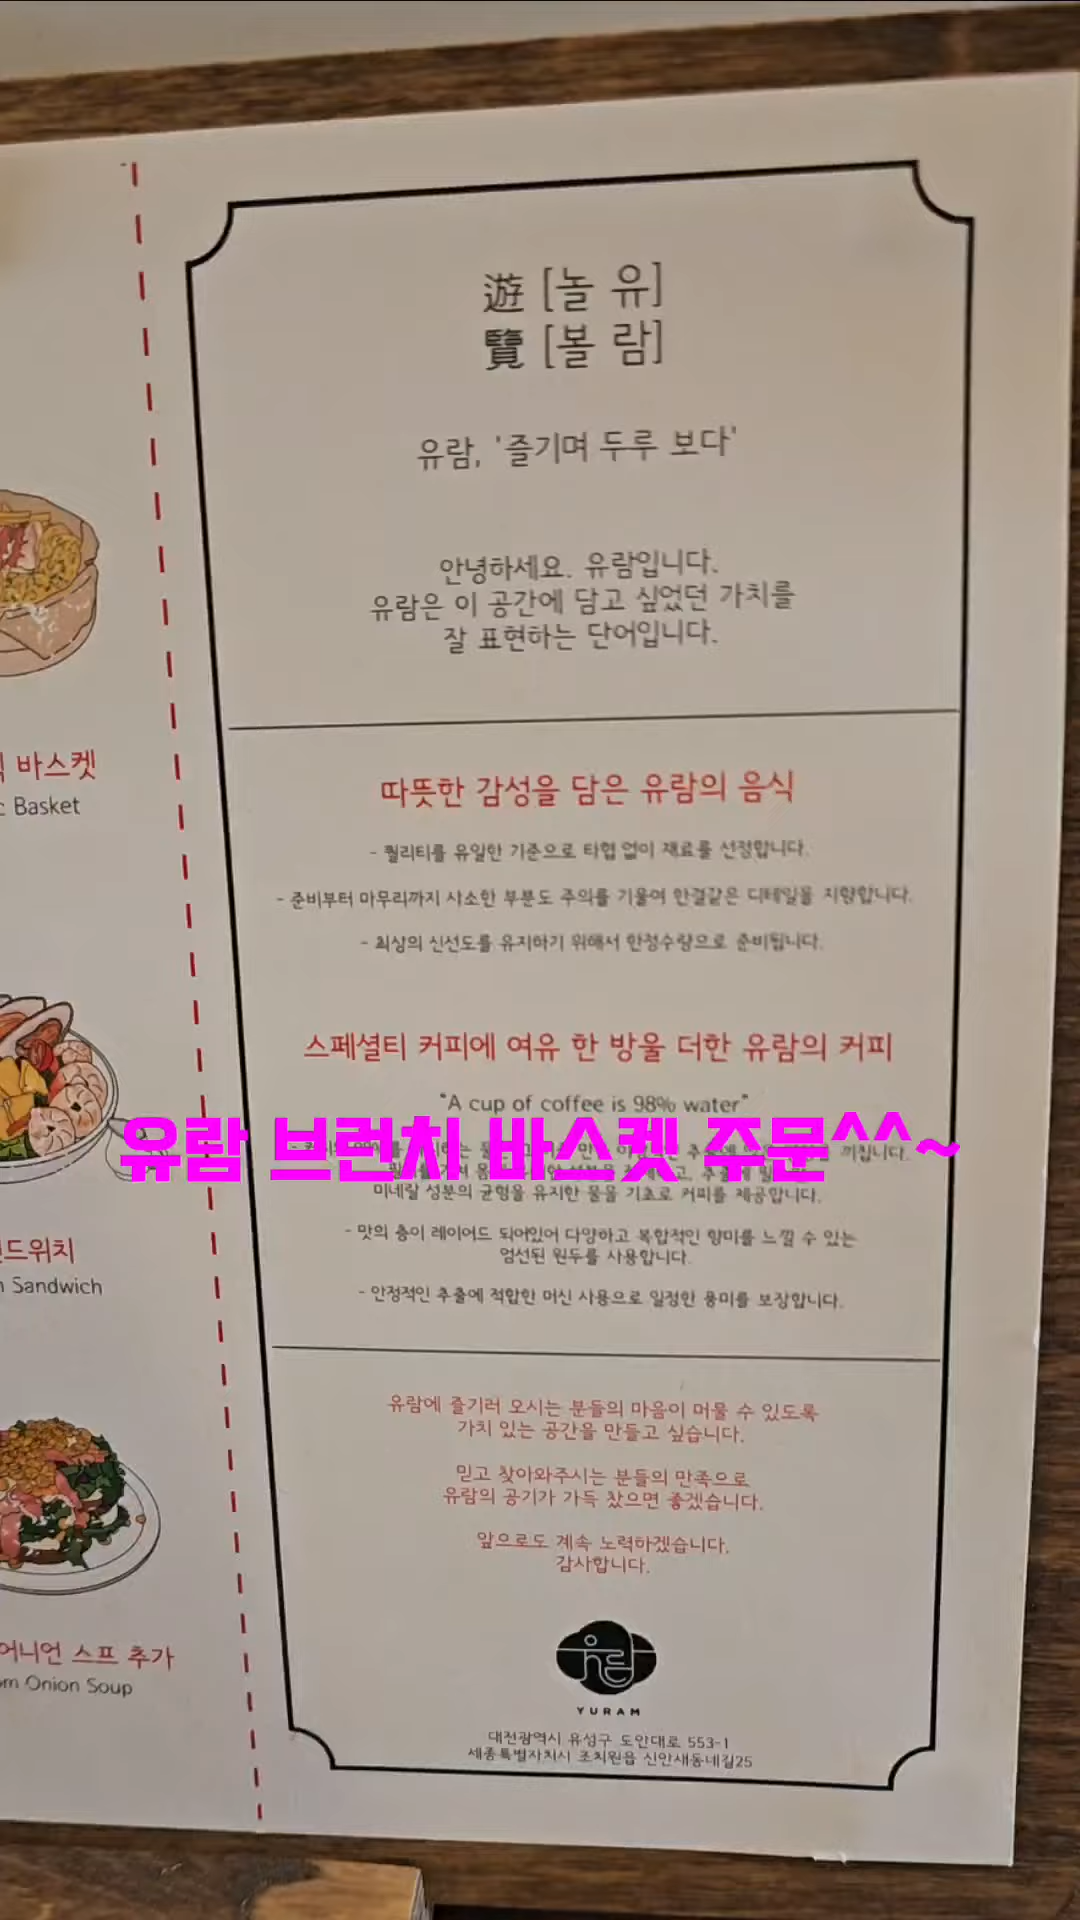 遊 [놀 유]
覽 [볼 람]
유람, '즐기며 두루 보다'
안녕하세요. 유람입니다.
유람은 이 공간에 담고 싶었던 가치를
잘 표현하는 단어입니다.
바스켓
Basket
따뜻한 감성을 담은 유람의 음식
- 퀄리티를 유일한 기준으로 타협 없이 재료를 선정합니다.
- 준비부터 마무리까지 사소한 부분도 주의를 기울여 한결같은 디테일을 지향합니다.
- 최상의 신선도를 유지하기 위해서 한정수량으로 준비됩니다.
스페셜티 커피에 여유 한 방울 더한 유람의 커피
"A cup of coffee is 98% water"
유람 브런치 바스켓 주문^^~
끼칩니다.
미네랄 성분의 균형을 유지한 물을 기초로 커피를 제공합니다.
- 맛의 층이 레이어드 되어있어 다양하고 복합적인 향미를 느낄 수 있는
엄선된 원두를 사용합니다.
- 안정적인 추출에 적합한 머신 사용으로 일정한 풍미를 보장합니다.
드위치
Sandwich
유람에 즐기러 오시는 분들의 마음이 머물 수 있도록
가치 있는 공간을 만들고 싶습니다.
믿고 찾아와주시는 분들의 만족으로
유람의 공기가 가득 찼으면 좋겠습니다.
앞으로도 계속 노력하겠습니다.
감사합니다.
어니언 스프 추가
Onion Soup
유람
YURAM
대전광역시 유성구 도안대로 553-1
세종특별자치시 조치원읍 신안새동네길25